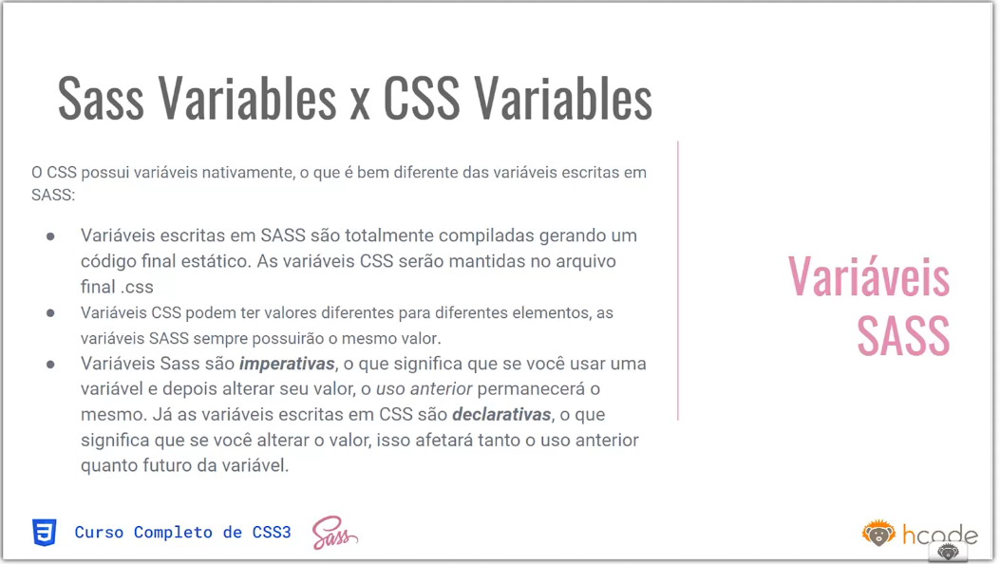 Sass Variables x CSS Variables
O CSS possui variáveis nativamente, o que é bem diferente das variáveis escritas em
SASS:
● Variáveis escritas em SASS são totalmente compiladas gerando um
código final estático. As variáveis CSS serão mantidas no arquivo
final .css
● Variáveis CSS podem ter valores diferentes para diferentes elementos, as
variáveis SASS sempre possuirão o mesmo valor.
● Variáveis Sass são imperativas, o que significa que se você usar uma
variável e depois alterar seu valor, o uso anterior permanecerá o
mesmo. Já as variáveis escritas em CSS são declarativas, o que
significa que se você alterar o valor, isso afetará tanto o uso anterior
quanto futuro da variável.
Variáveis
SASS
3 Curso Completo de CSS3 Sass
hcode